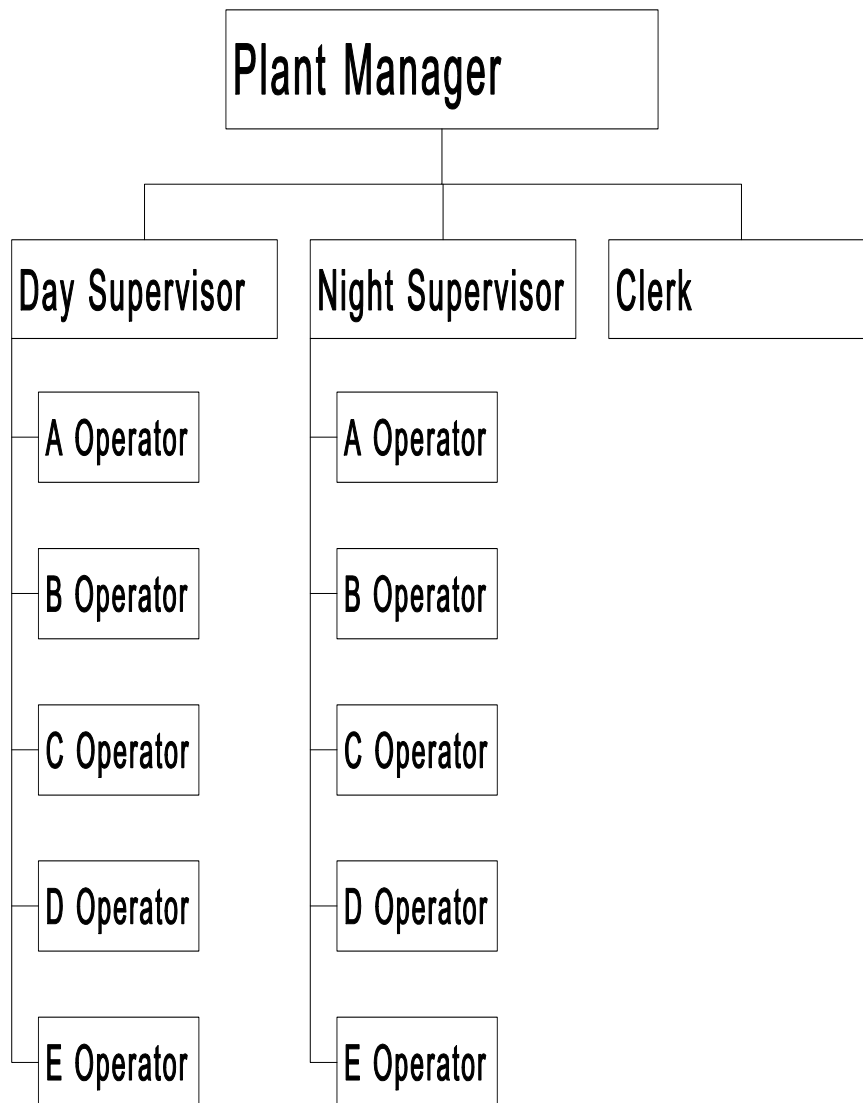 Plant Manager
Day Supervisor
Night Supervisor
Clerk
A Operator
A Operator
B Operator
B Operator
C Operator
C Operator
D Operator
D Operator
E Operator
E Operator